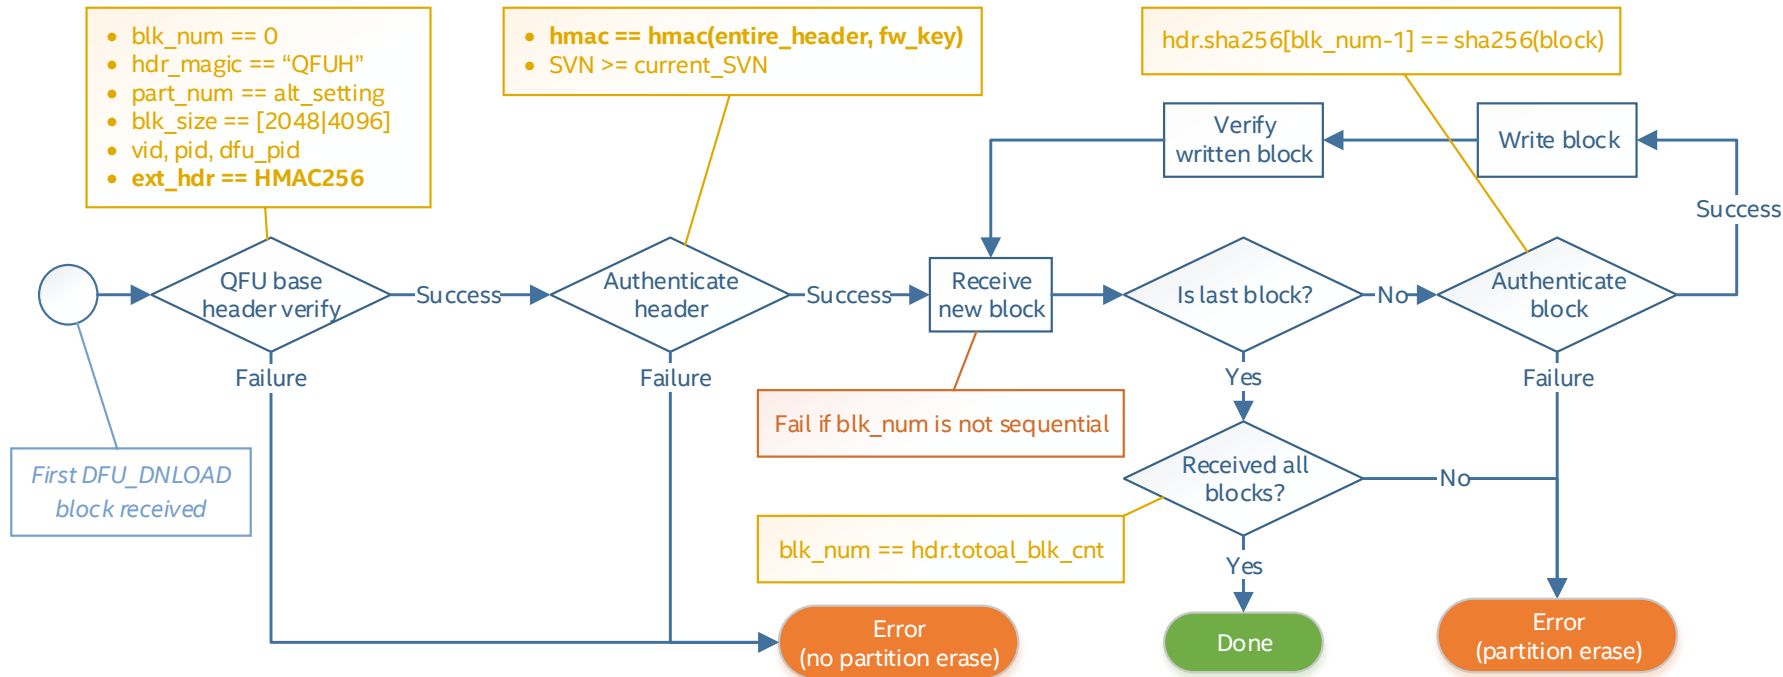 blk_num == 0
hdr_magic == “QFUH”
part_num == alt_setting
blk_size == [2048|4096]
vid, pid, dfu_pid
ext_hdr == HMAC256
hmac == hmac(entire_header, fw_key)
SVN >= current_SVN
hdr.sha256[blk_num-1] == sha256(block)
Verify
written block
Write block
Success
QFU base
header verify
Success
Authenticate
header
Success
Receive
new block
Is last block?
No
Authenticate
block
Failure
Failure
Yes
Failure
First DFU_DNLOAD
block received
Fail if blk_num is not sequential
Received all
blocks?
No
blk_num == hdr.totoal_blk_cnt
Yes
Error
(no partition erase)
Done
Error
(partition erase)